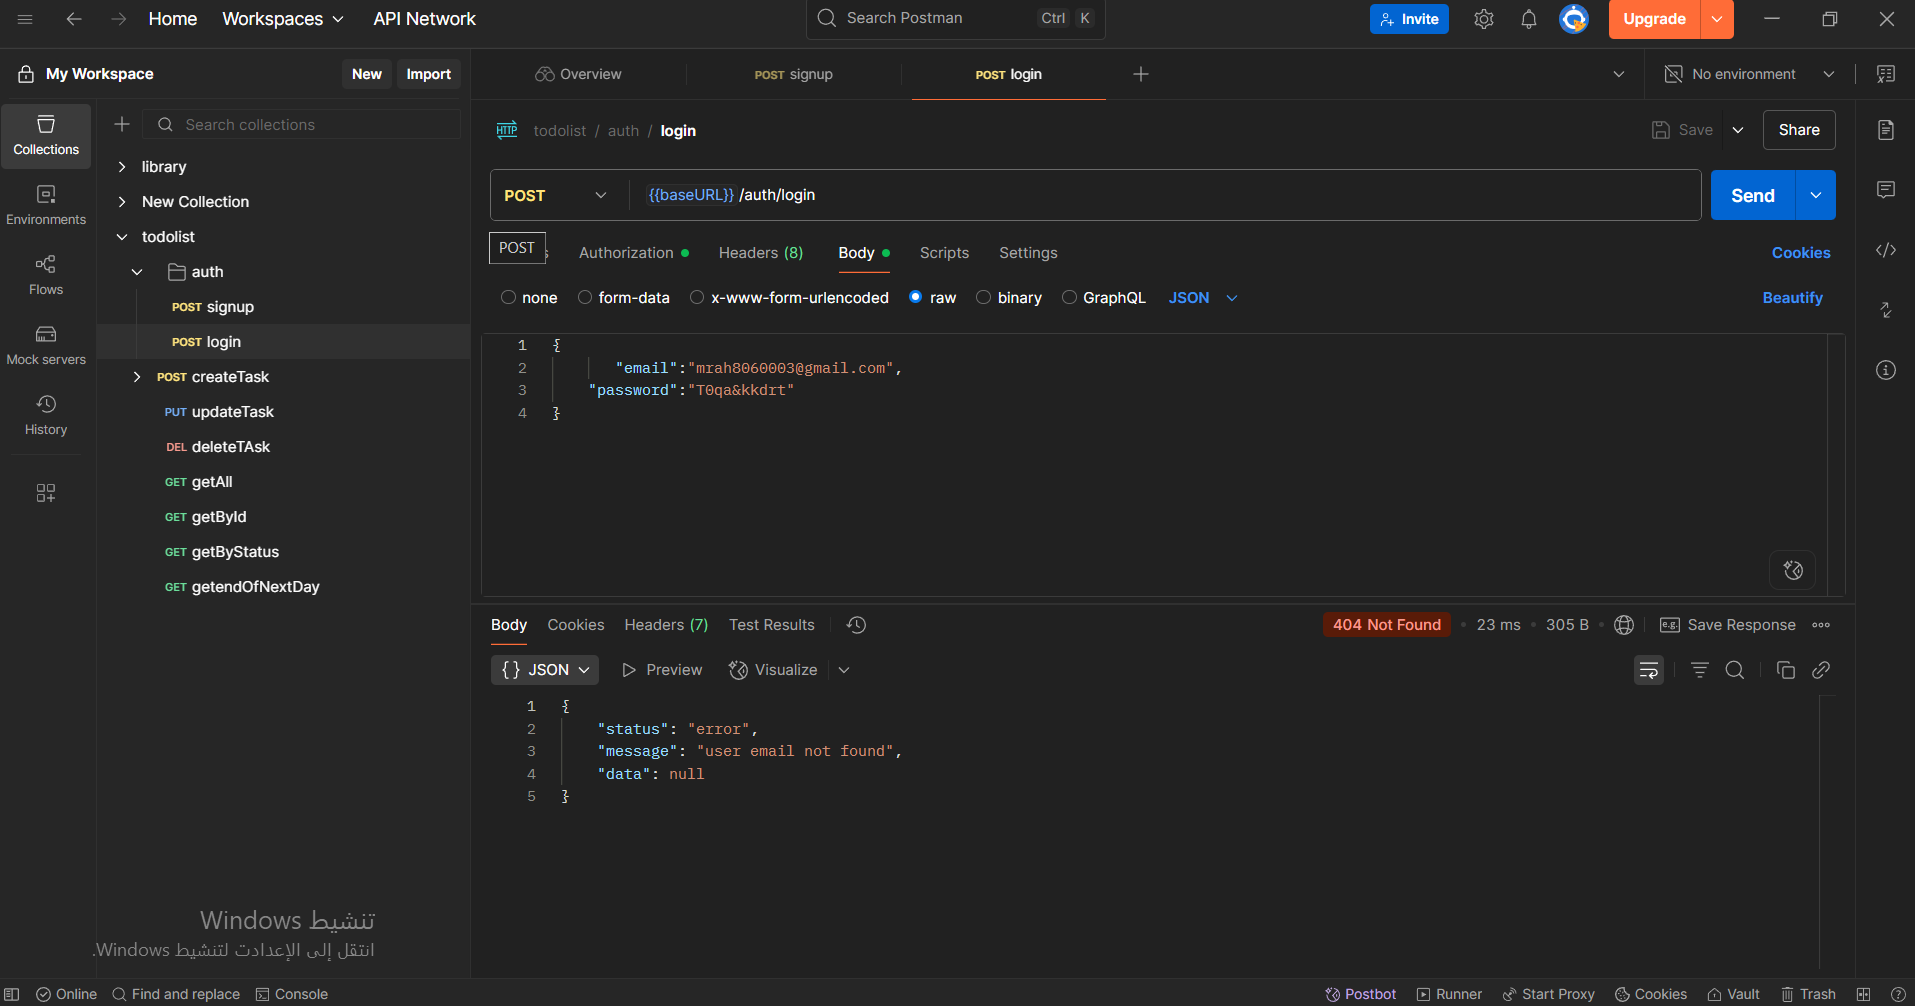 Home Workspaces API Network Search Postman Ctrl K Invite Upgrade
My Workspace New Import Overview POST signup POST login No environment
Collections
Environments
Flows
Mock servers
History
Search collections
library
New Collection
todolist
auth
POST signup
POST login
POST createTask
PUT updateTask
DEL deleteTAsk
GET getAll
GET getById
GET getByStatus
GET getendOfNextDay
HTTP todolist / auth / login Save Share
POST {{baseURL}} /auth/login Send
POST s Authorization Headers (8) Body Scripts Settings Cookies
none form-data x-www-form-urlencoded raw binary GraphQL JSON Beautify
1 {
2 "email":"mrah8060003@gmail.com",
3 "password":"T0qa&kkdrt"
4 }
Body Cookies Headers (7) Test Results 404 Not Found • 23 ms • 305 B • e.g. Save Response
{} JSON Preview Visualize
1 {
2 "status": "error",
3 "message": "user email not found",
4 "data": null
5 }
تنشيط Windows
انتقل إلى الإعدادت لتنشيط Windows.
Online Find and replace Console Postbot Runner Start Proxy Cookies Vault Trash